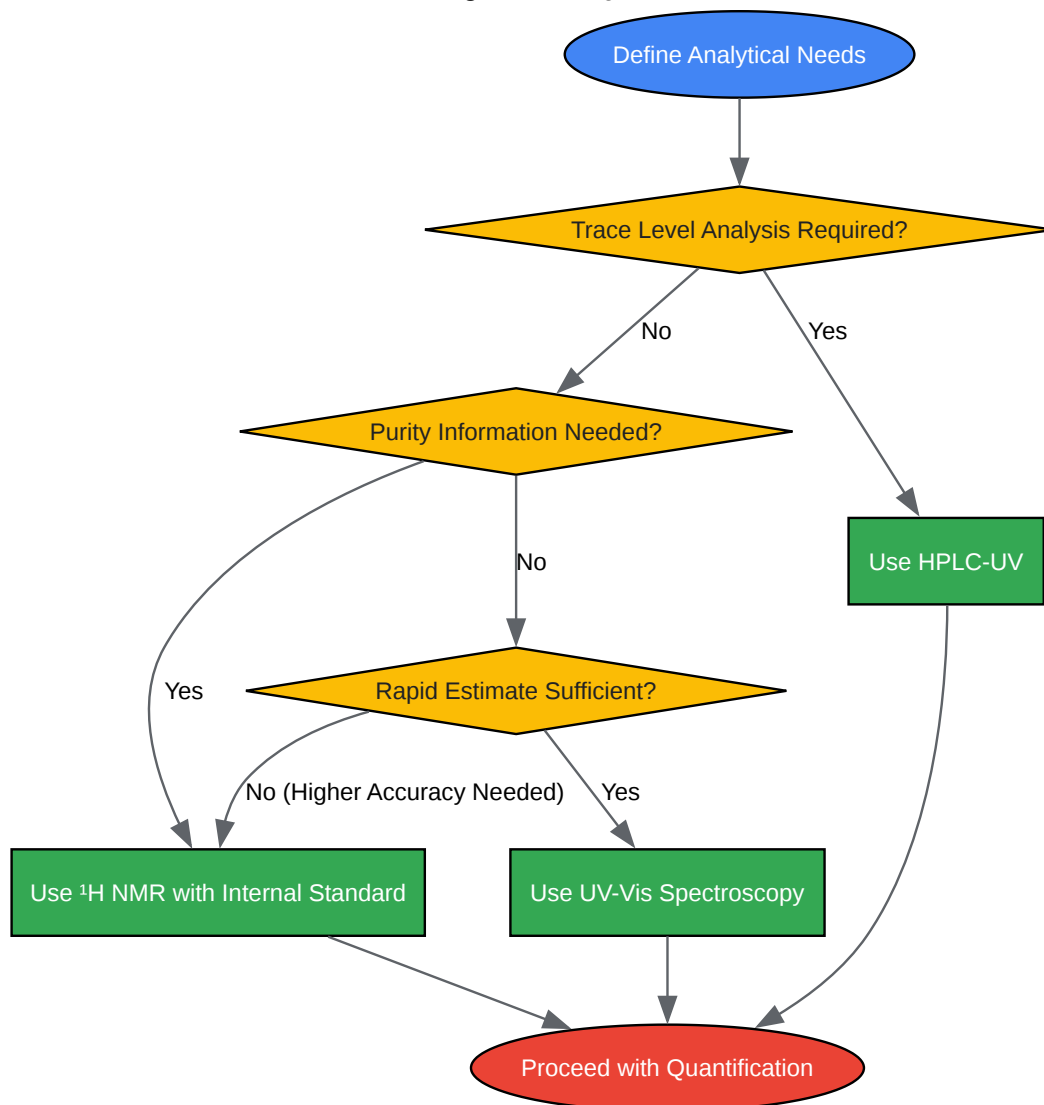 Define Analytical Needs
Trace Level Analysis Required?
No
Yes
Purity Information Needed?
No
Use HPLC-UV
Yes
Rapid Estimate Sufficient?
No (Higher Accuracy Needed)
Yes
Use ¹H NMR with Internal Standard
Use UV-Vis Spectroscopy
Proceed with Quantification